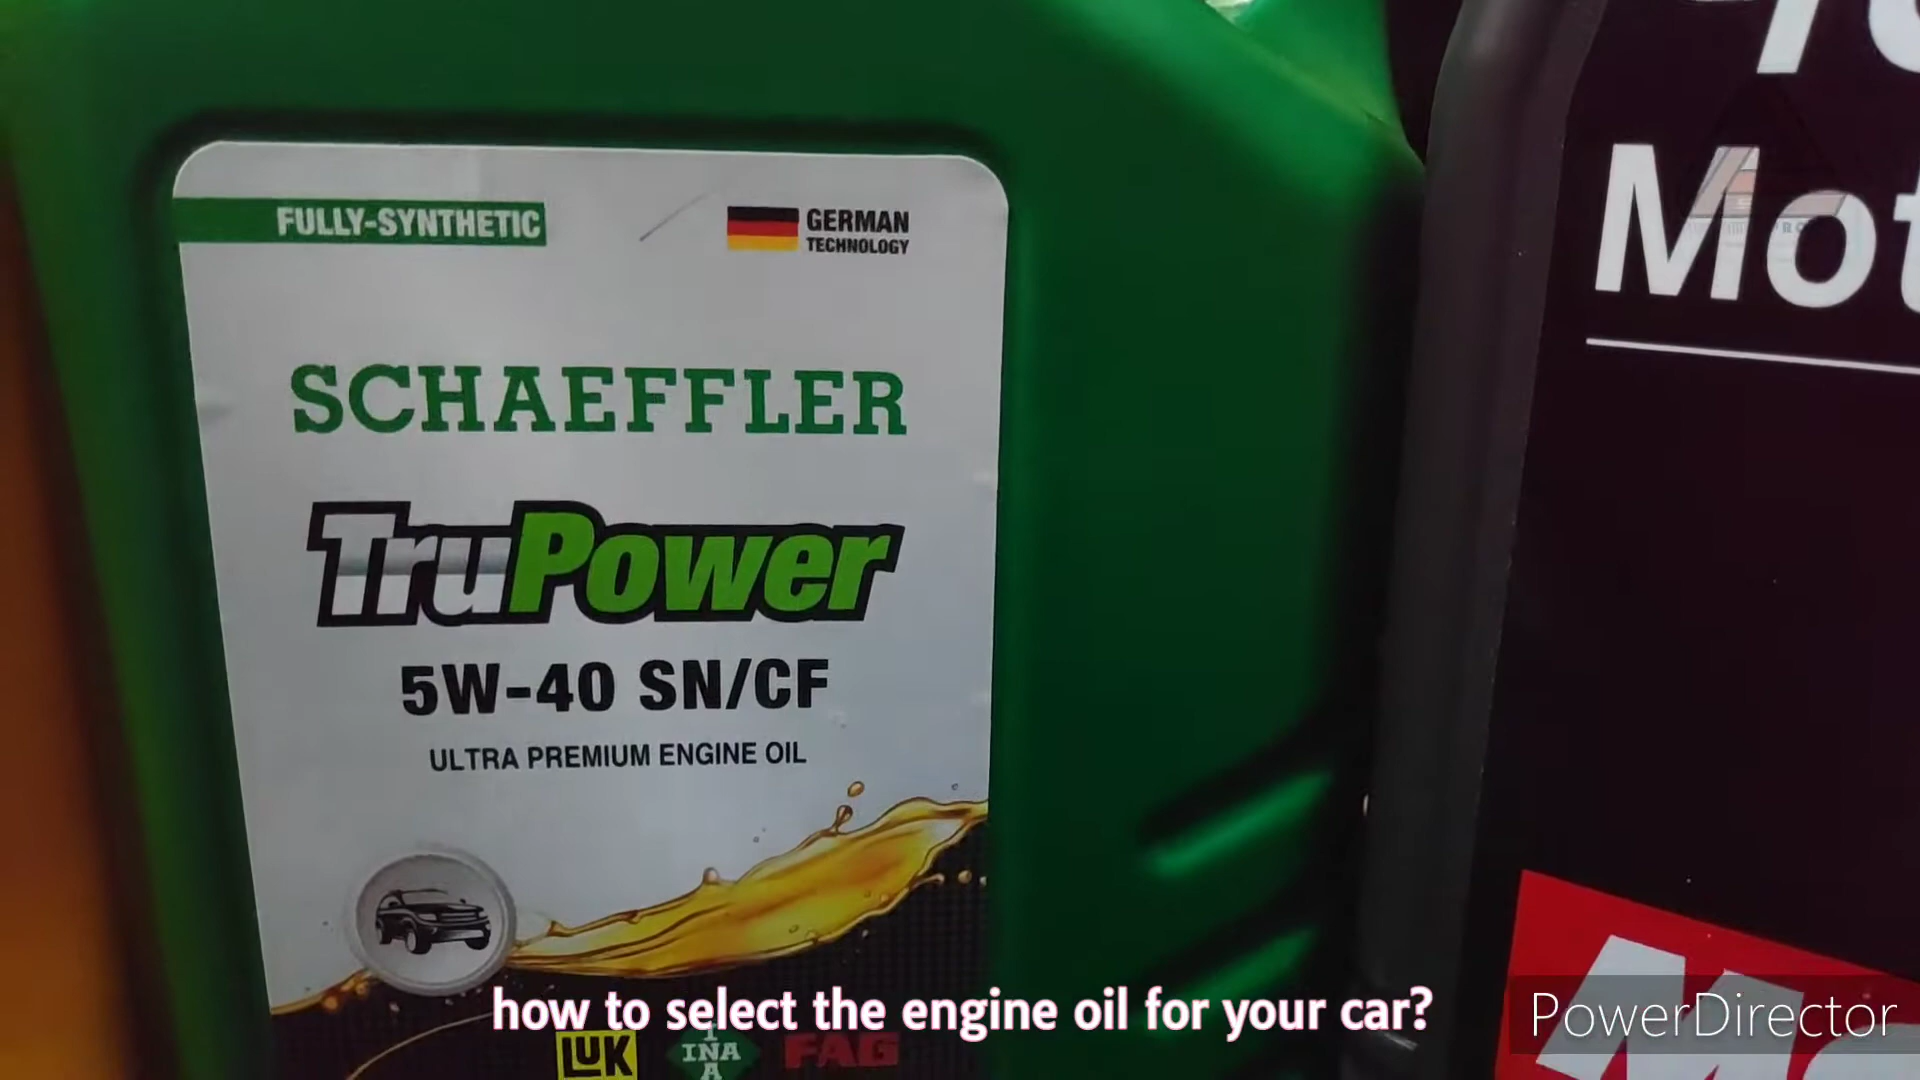 FULLY-SYNTHETIC
GERMAN
TECHNOLOGY
SCHAEFFLER
TruPower
5W-40 SN/CF
ULTRA PREMIUM ENGINE OIL
how to select the engine oil for your car?
LUK
INA
FAG
Mot
PowerDirector